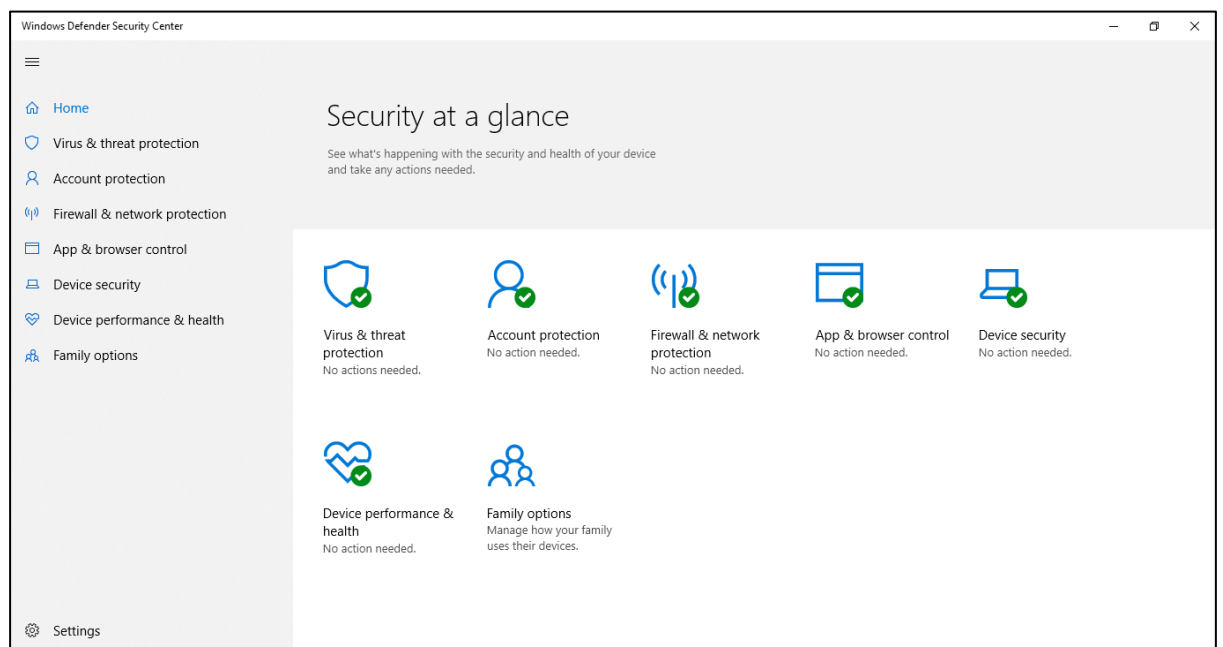 Windows Defender Security Center
Home
Virus & threat protection
Account protection
Firewall & network protection
App & browser control
Device security
Device performance & health
Family options
Settings
Security at a glance
See what's happening with the security and health of your device
and take any actions needed.
Virus & threat
protection
No actions needed.
Account protection
No action needed.
Firewall & network
protection
No action needed.
App & browser control
No action needed.
Device security
No action needed.
Device performance &
health
No action needed.
Family options
Manage how your family
uses their devices.